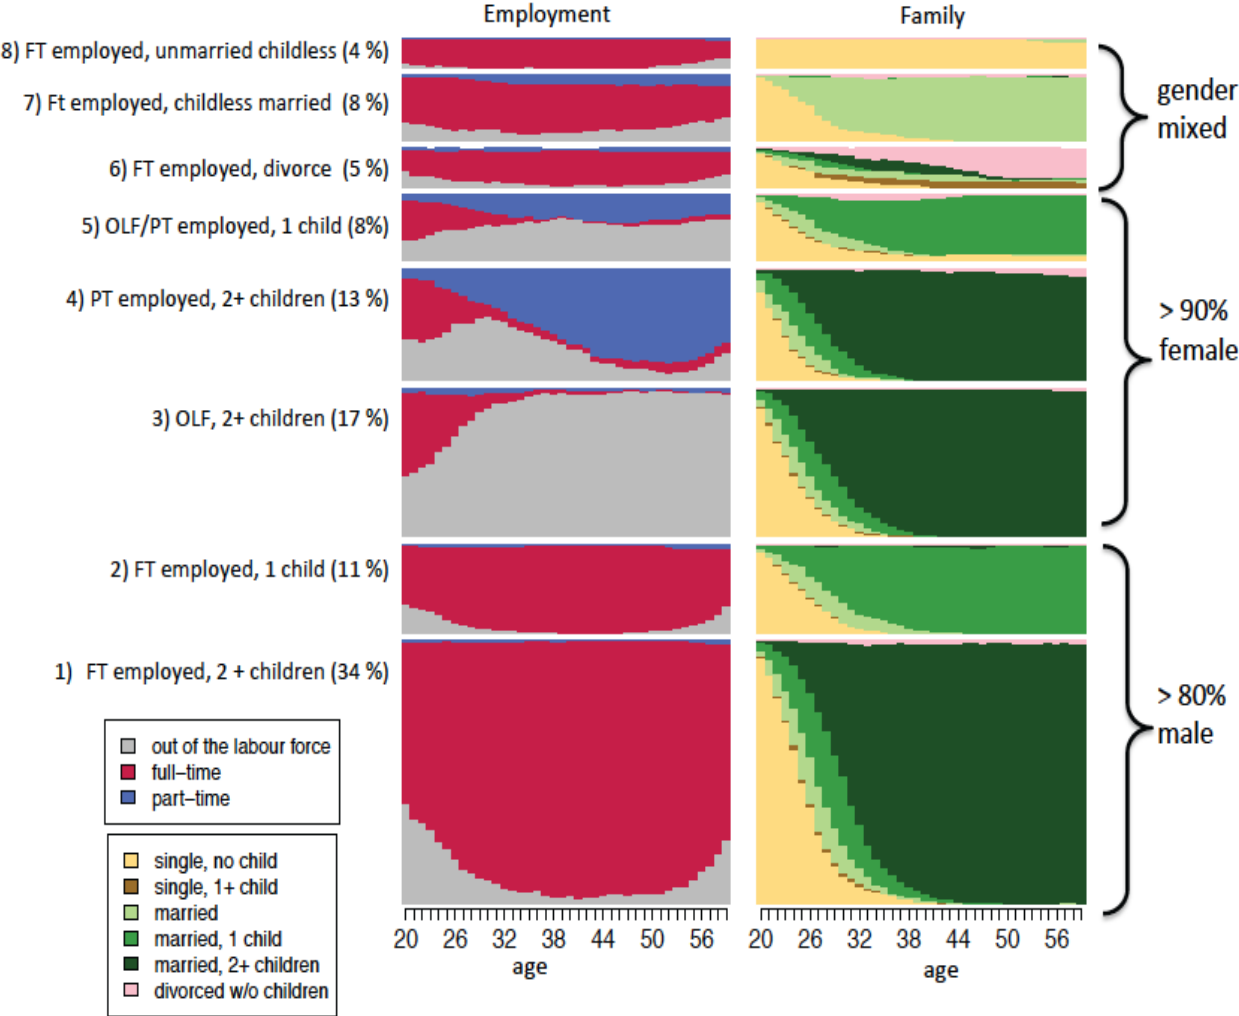 Employment
Family
8) FT employed, unmarried childless (4 %)
7) Ft employed, childless married (8 %)
6) FT employed, divorce (5 %)
5) OLF/PT employed, 1 child (8%)
4) PT employed, 2+ children (13 %)
3) OLF, 2+ children (17 %)
2) FT employed, 1 child (11 %)
1) FT employed, 2 + children (34 %)
gender
mixed
> 90%
female
> 80%
male
out of the labour force
full–time
part–time
single, no child
single, 1+ child
married
married, 1 child
married, 2+ children
divorced w/o children
20 26 32 38 44 50 56
age
20 26 32 38 44 50 56
age